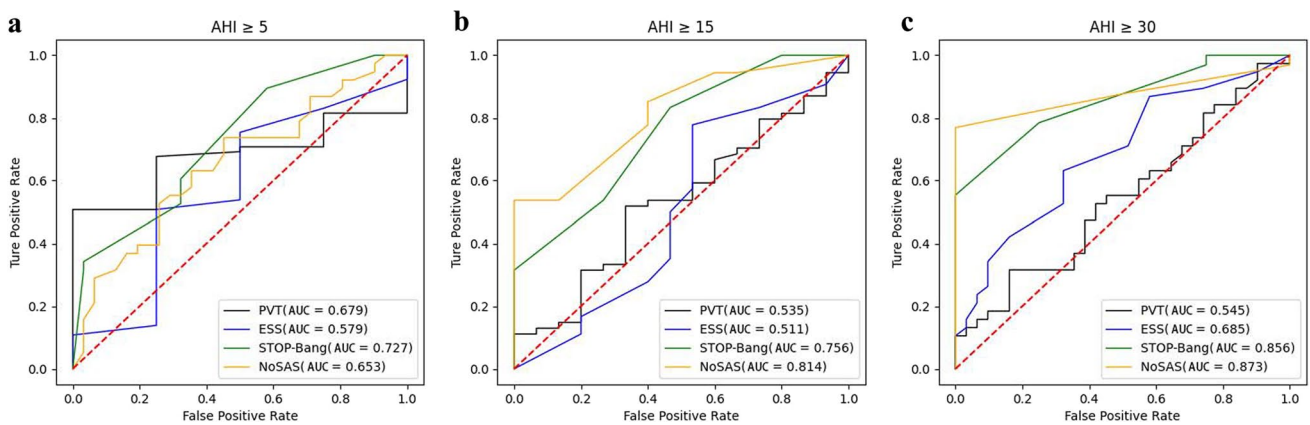 a
AHI ≥ 5
Ture Positive Rate
1.0
0.8
0.6
0.4
0.2
0.0
PVT(AUC = 0.679)
ESS(AUC = 0.579)
STOP-Bang(AUC = 0.727)
NoSAS(AUC = 0.653)
0.0 0.2 0.4 0.6 0.8 1.0
False Positive Rate
b
AHI ≥ 15
Ture Positive Rate
1.0
0.8
0.6
0.4
0.2
0.0
PVT(AUC = 0.535)
ESS(AUC = 0.511)
STOP-Bang(AUC = 0.756)
NoSAS(AUC = 0.814)
0.0 0.2 0.4 0.6 0.8 1.0
False Positive Rate
c
AHI ≥ 30
Ture Positive Rate
1.0
0.8
0.6
0.4
0.2
0.0
PVT(AUC = 0.545)
ESS(AUC = 0.685)
STOP-Bang(AUC = 0.856)
NoSAS(AUC = 0.873)
0.0 0.2 0.4 0.6 0.8 1.0
False Positive Rate